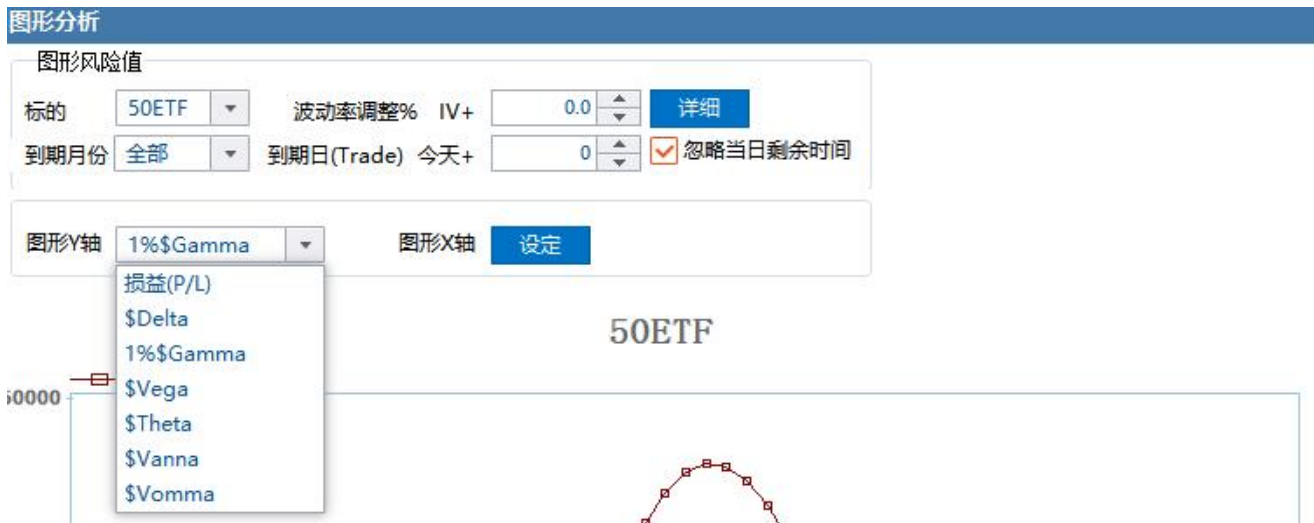 图形分析
图形风险值
标的 50ETF 波动率调整% IV+ 0.0 详细
到期月份 全部 到期日(Trade) 今天+ 0 忽略当日剩余时间
图形Y轴 1%$Gamma 图形X轴 设定
损益(P/L)
$Delta
1%$Gamma
$Vega
$Theta
$Vanna
$Vomma
50ETF